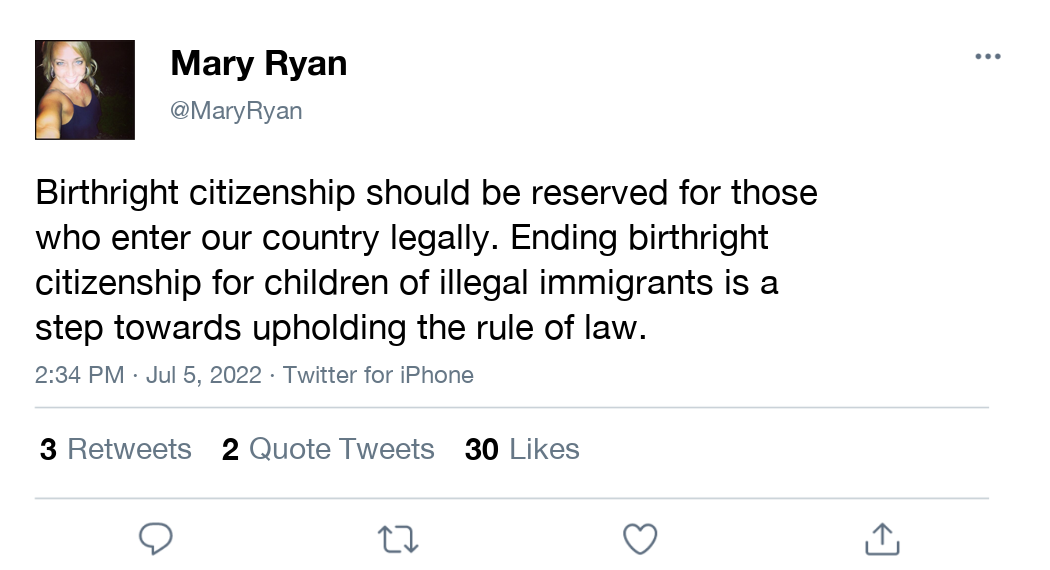 Mary Ryan
@MaryRyan
Birthright citizenship should be reserved for those
who enter our country legally. Ending birthright
citizenship for children of illegal immigrants is a
step towards upholding the rule of law.
2:34 PM · Jul 5, 2022 · Twitter for iPhone
3 Retweets 2 Quote Tweets 30 Likes